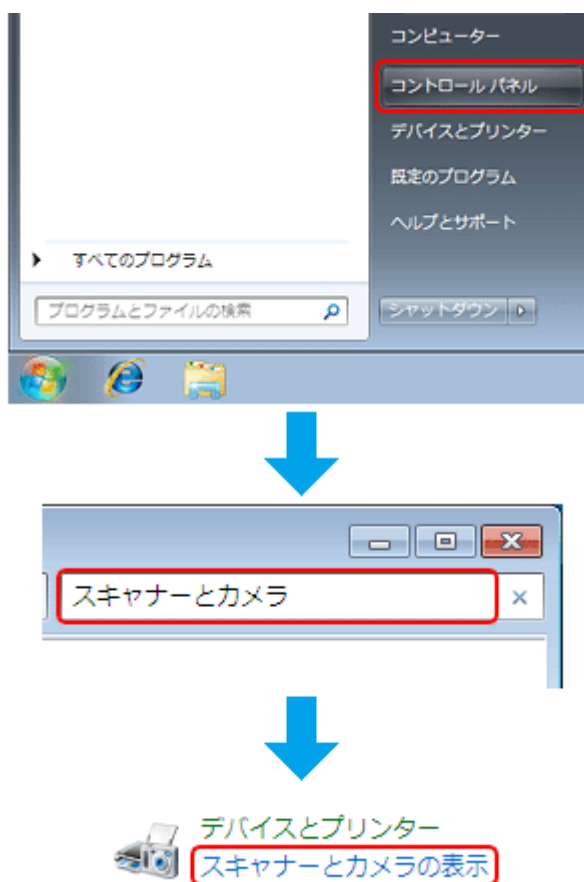 コンピューター
コントロール パネル
デバイスとプリンター
既定のプログラム
ヘルプとサポート
すべてのプログラム
プログラムとファイルの検索
シャットダウン
スキャナーとカメラ
デバイスとプリンター
スキャナーとカメラの表示